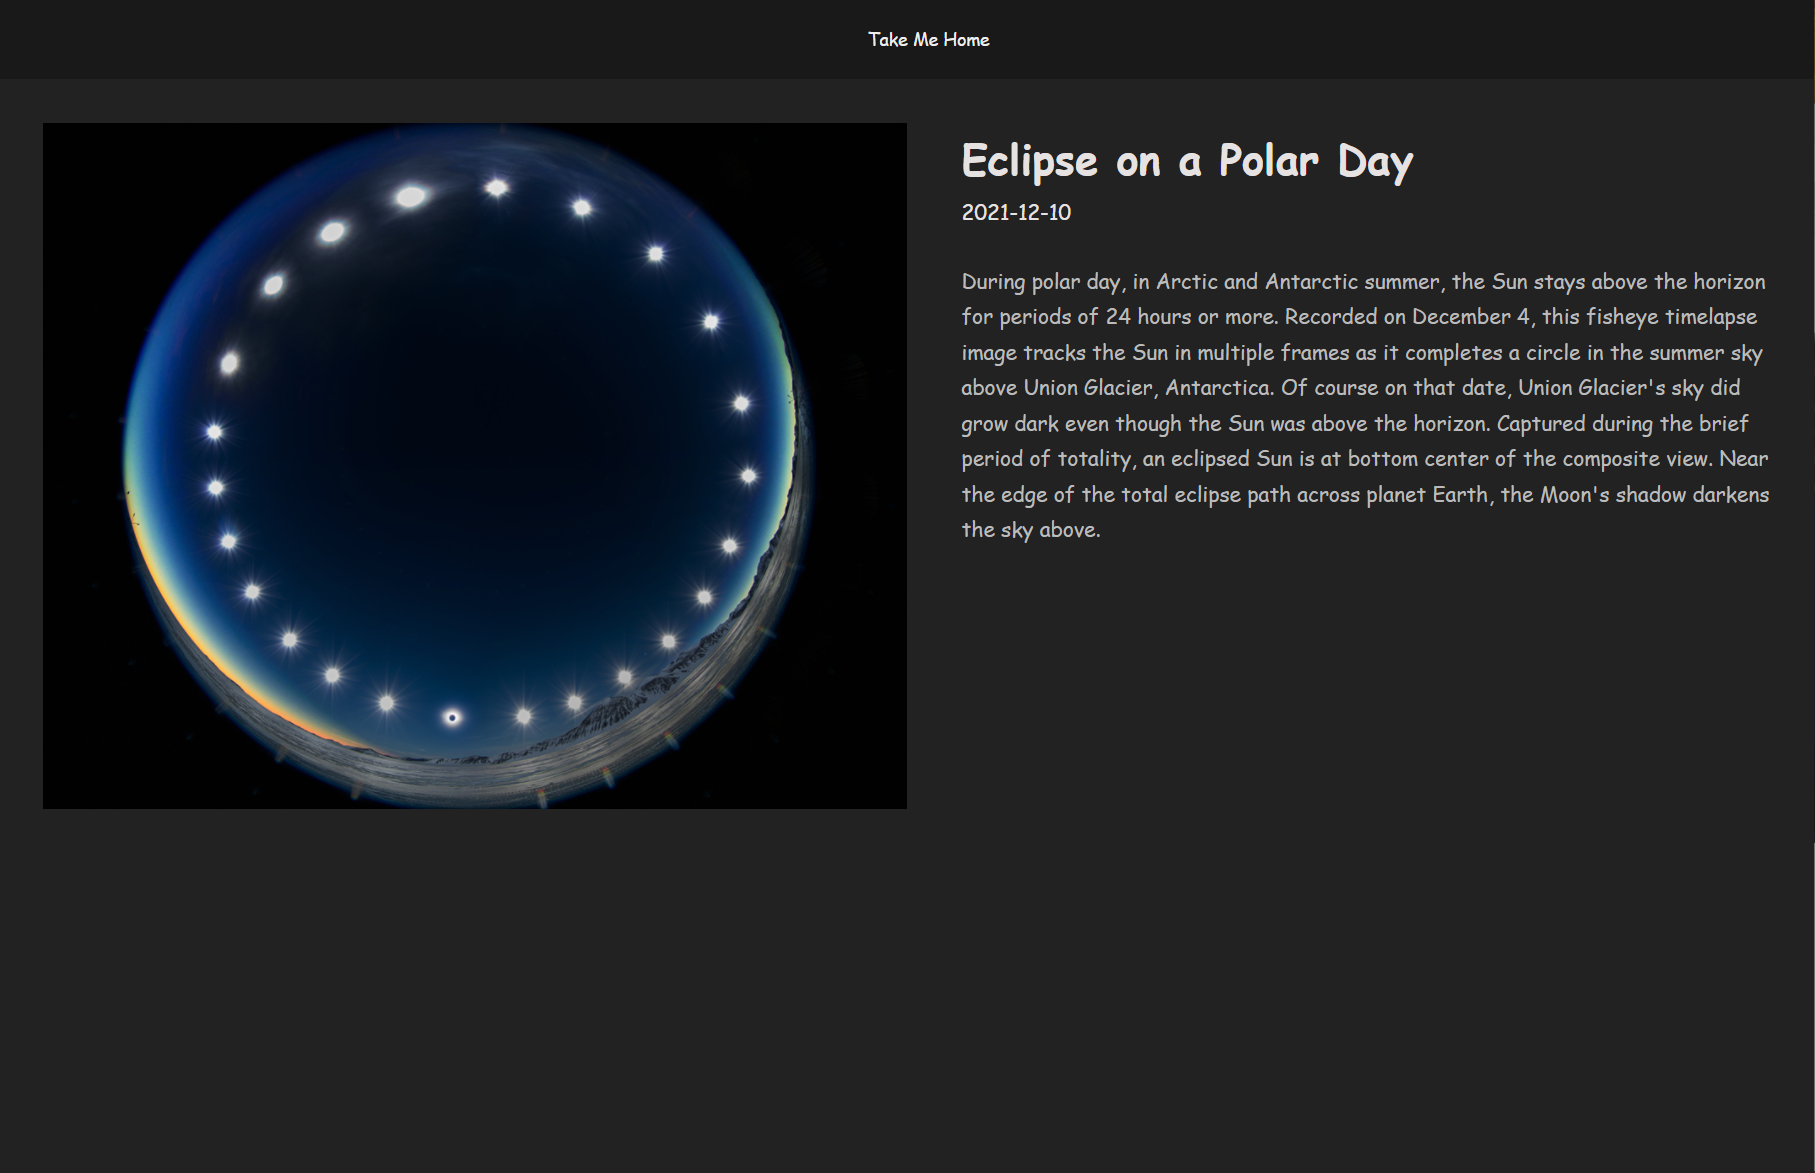 Take Me Home
Eclipse on a Polar Day
2021-12-10
During polar day, in Arctic and Antarctic summer, the Sun stays above the horizon
for periods of 24 hours or more. Recorded on December 4, this fisheye timelapse
image tracks the Sun in multiple frames as it completes a circle in the summer sky
above Union Glacier, Antarctica. Of course on that date, Union Glacier's sky did
grow dark even though the Sun was above the horizon. Captured during the brief
period of totality, an eclipsed Sun is at bottom center of the composite view. Near
the edge of the total eclipse path across planet Earth, the Moon's shadow darkens
the sky above.